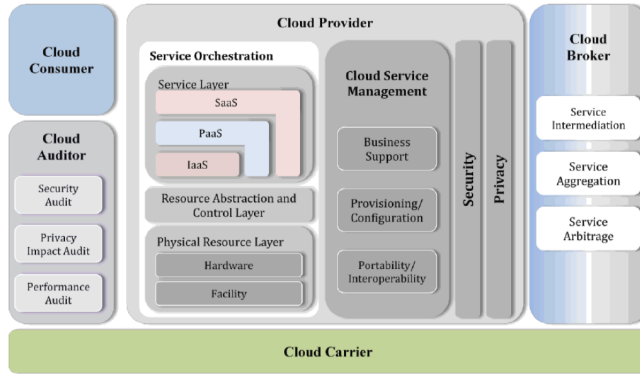 Cloud
Consumer
Cloud
Auditor
Security
Audit
Privacy
Impact Audit
Performance
Audit
Cloud Provider
Service Orchestration
Service Layer
SaaS
PaaS
IaaS
Resource Abstraction and
Control Layer
Physical Resource Layer
Hardware
Facility
Cloud Service
Management
Business
Support
Provisioning/
Configuration
Portability/
Interoperability
Security
Privacy
Cloud
Broker
Service
Intermediation
Service
Aggregation
Service
Arbitrage
Cloud Carrier